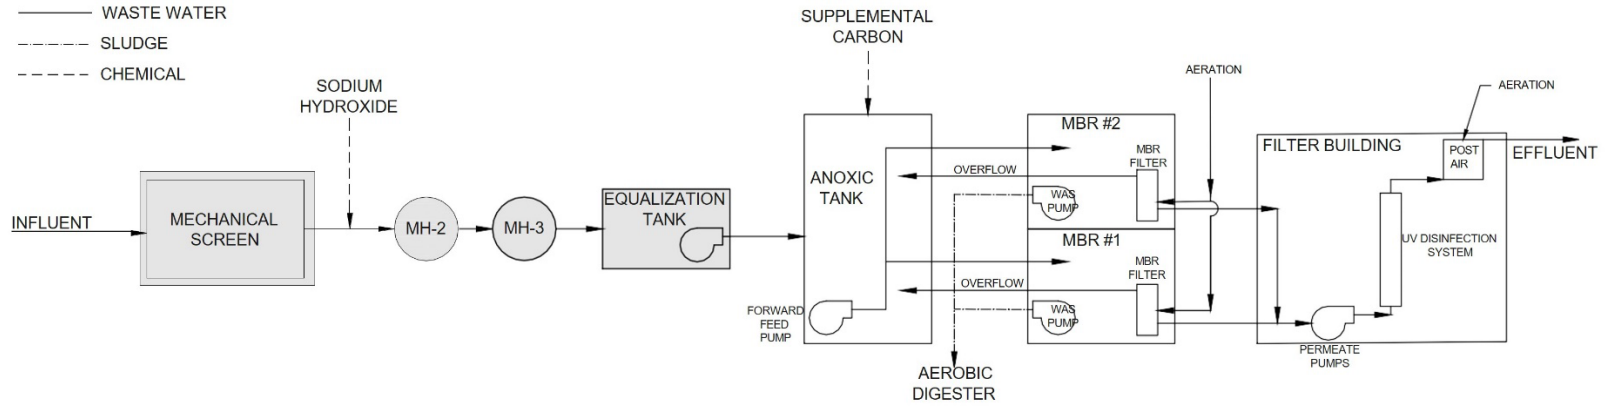 WASTE WATER
SLUDGE
CHEMICAL
SODIUM
HYDROXIDE
SUPPLEMENTAL
CARBON
INFLUENT
MECHANICAL
SCREEN
MH-2
MH-3
EQUALIZATION
TANK
ANOXIC
TANK
FORWARD
FEED
PUMP
OVERFLOW
OVERFLOW
AEROBIC
DIGESTER
MBR #2
MBR
FILTER
WAS
PUMP
MBR #1
MBR
FILTER
WAS
PUMP
AERATION
FILTER BUILDING
POST
AIR
AERATION
EFFLUENT
UV DISINFECTION
SYSTEM
PERMEATE
PUMPS